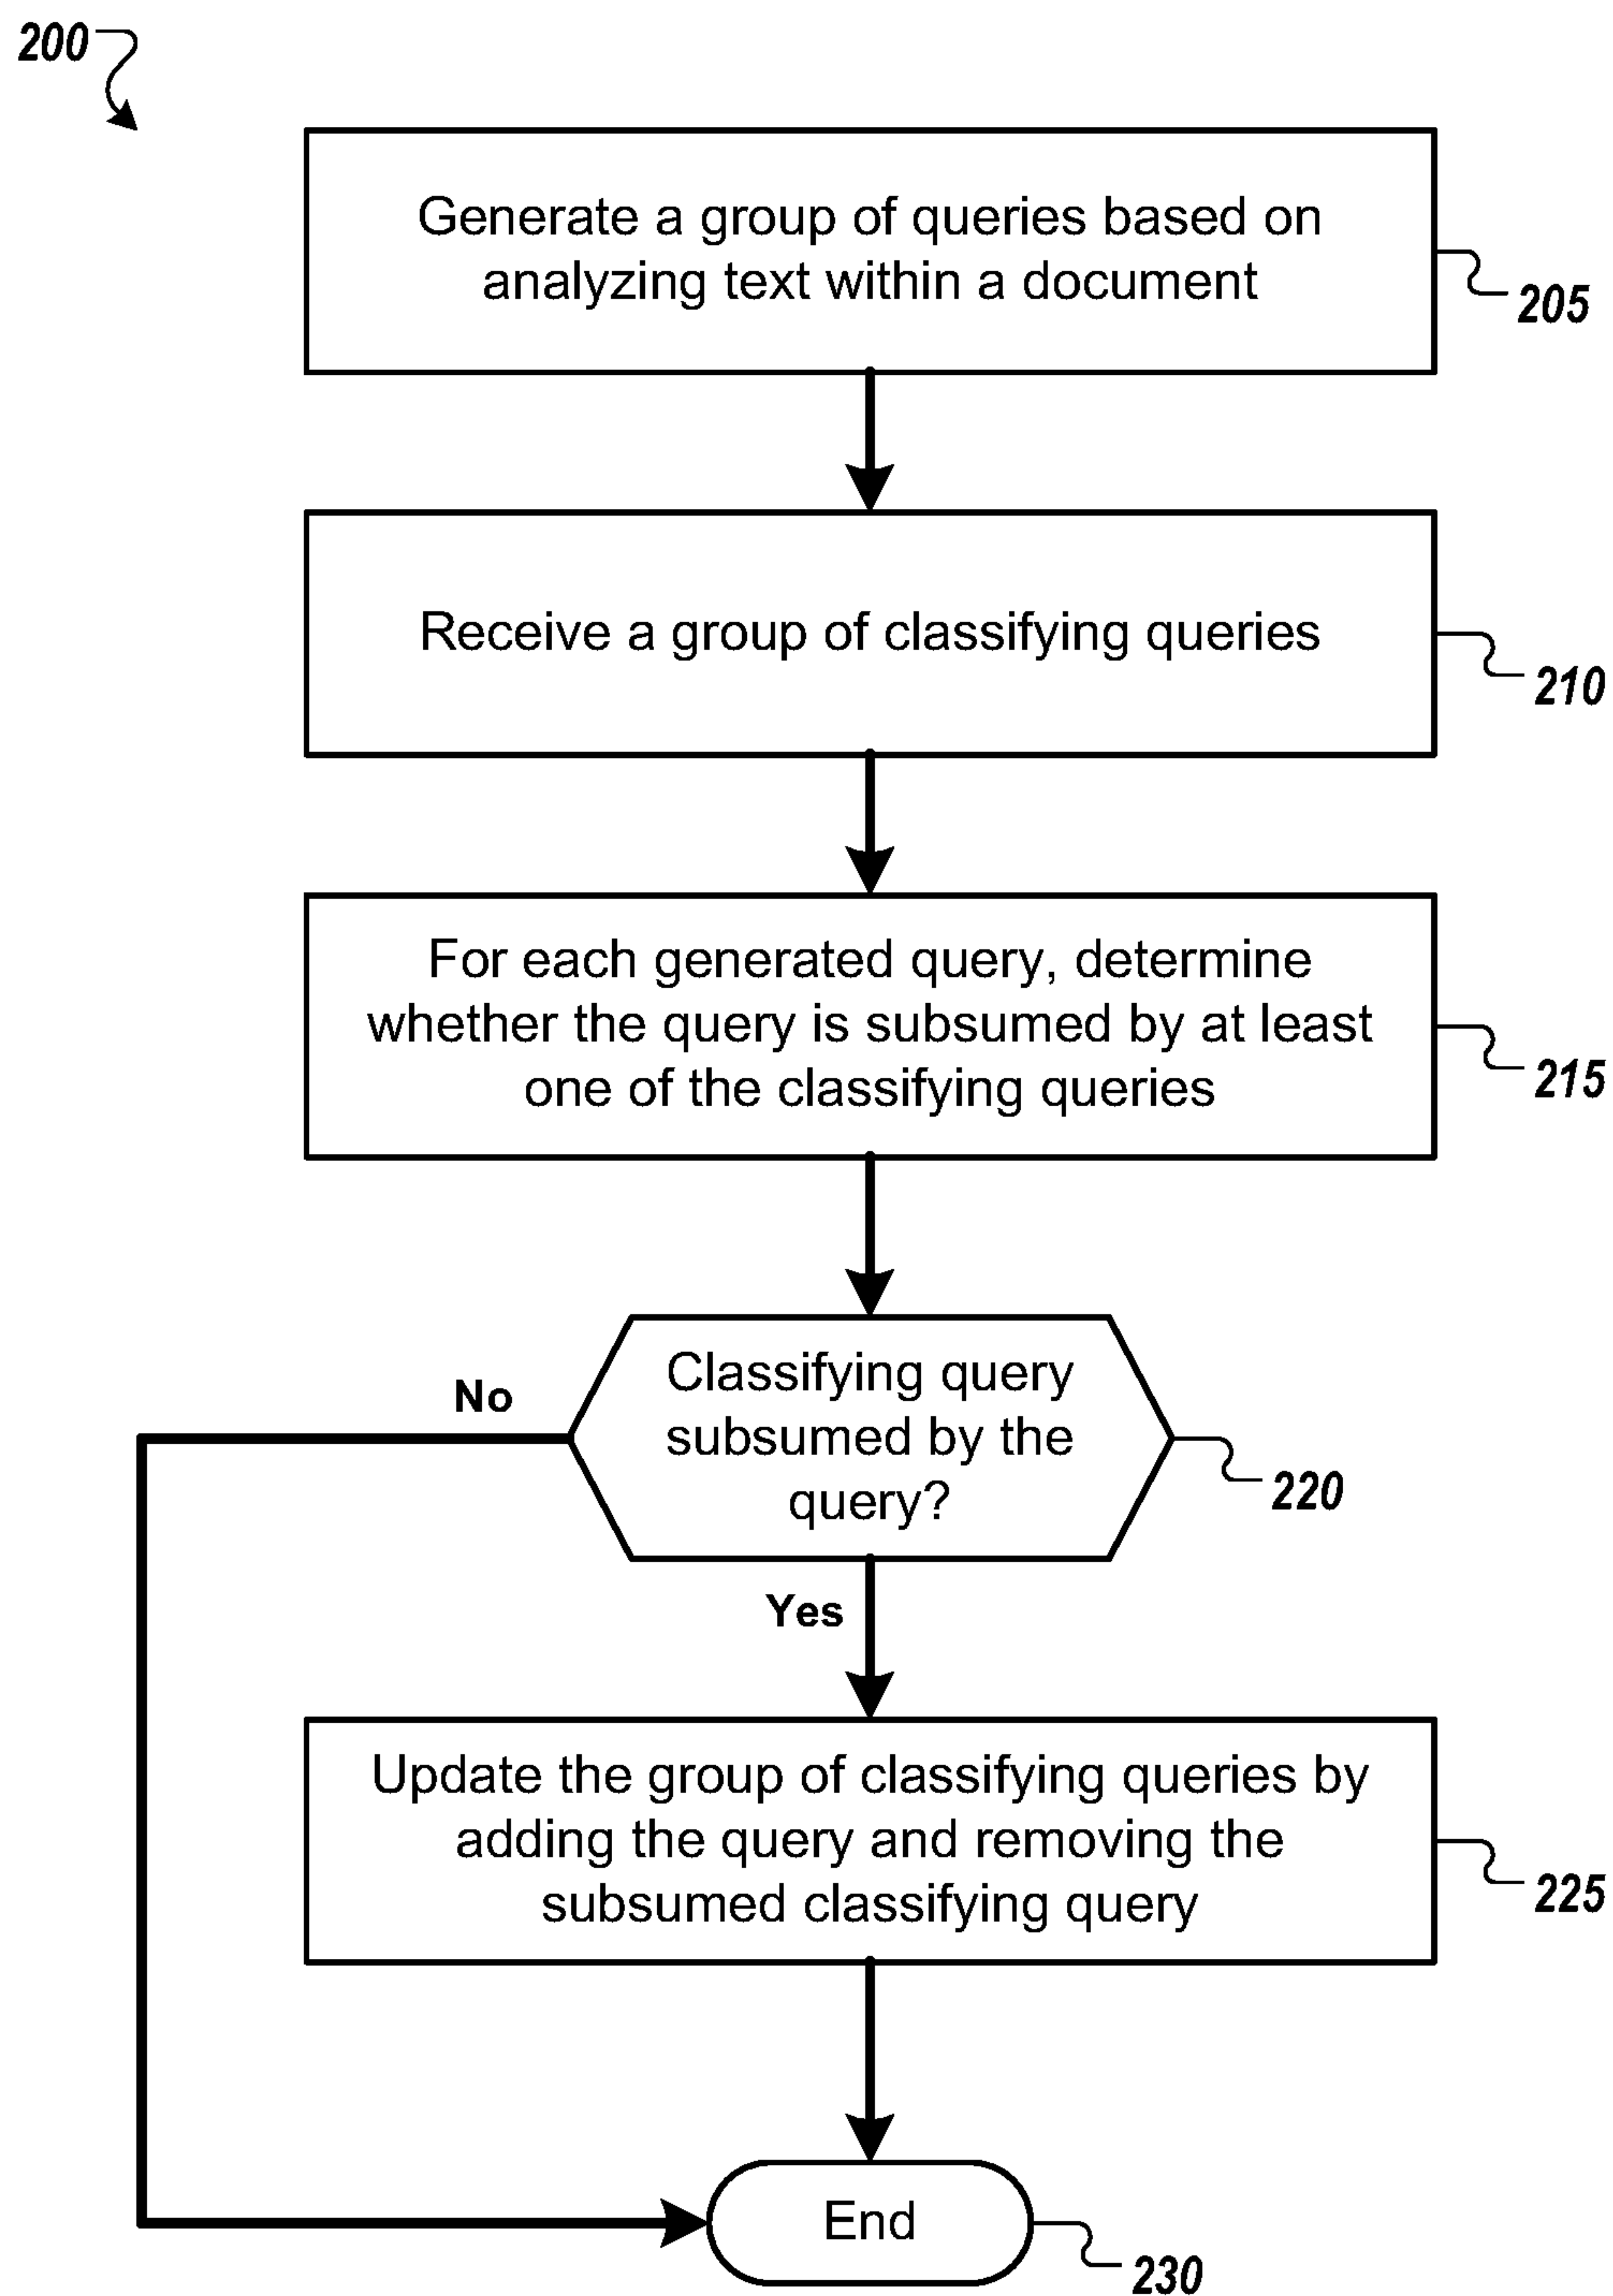 200
Generate a group of queries based on
analyzing text within a document
205
Receive a group of classifying queries
210
For each generated query, determine
whether the query is subsumed by at least
one of the classifying queries
215
Classifying query
subsumed by the
query?
220
No
Yes
Update the group of classifying queries by
adding the query and removing the
subsumed classifying query
225
End
230